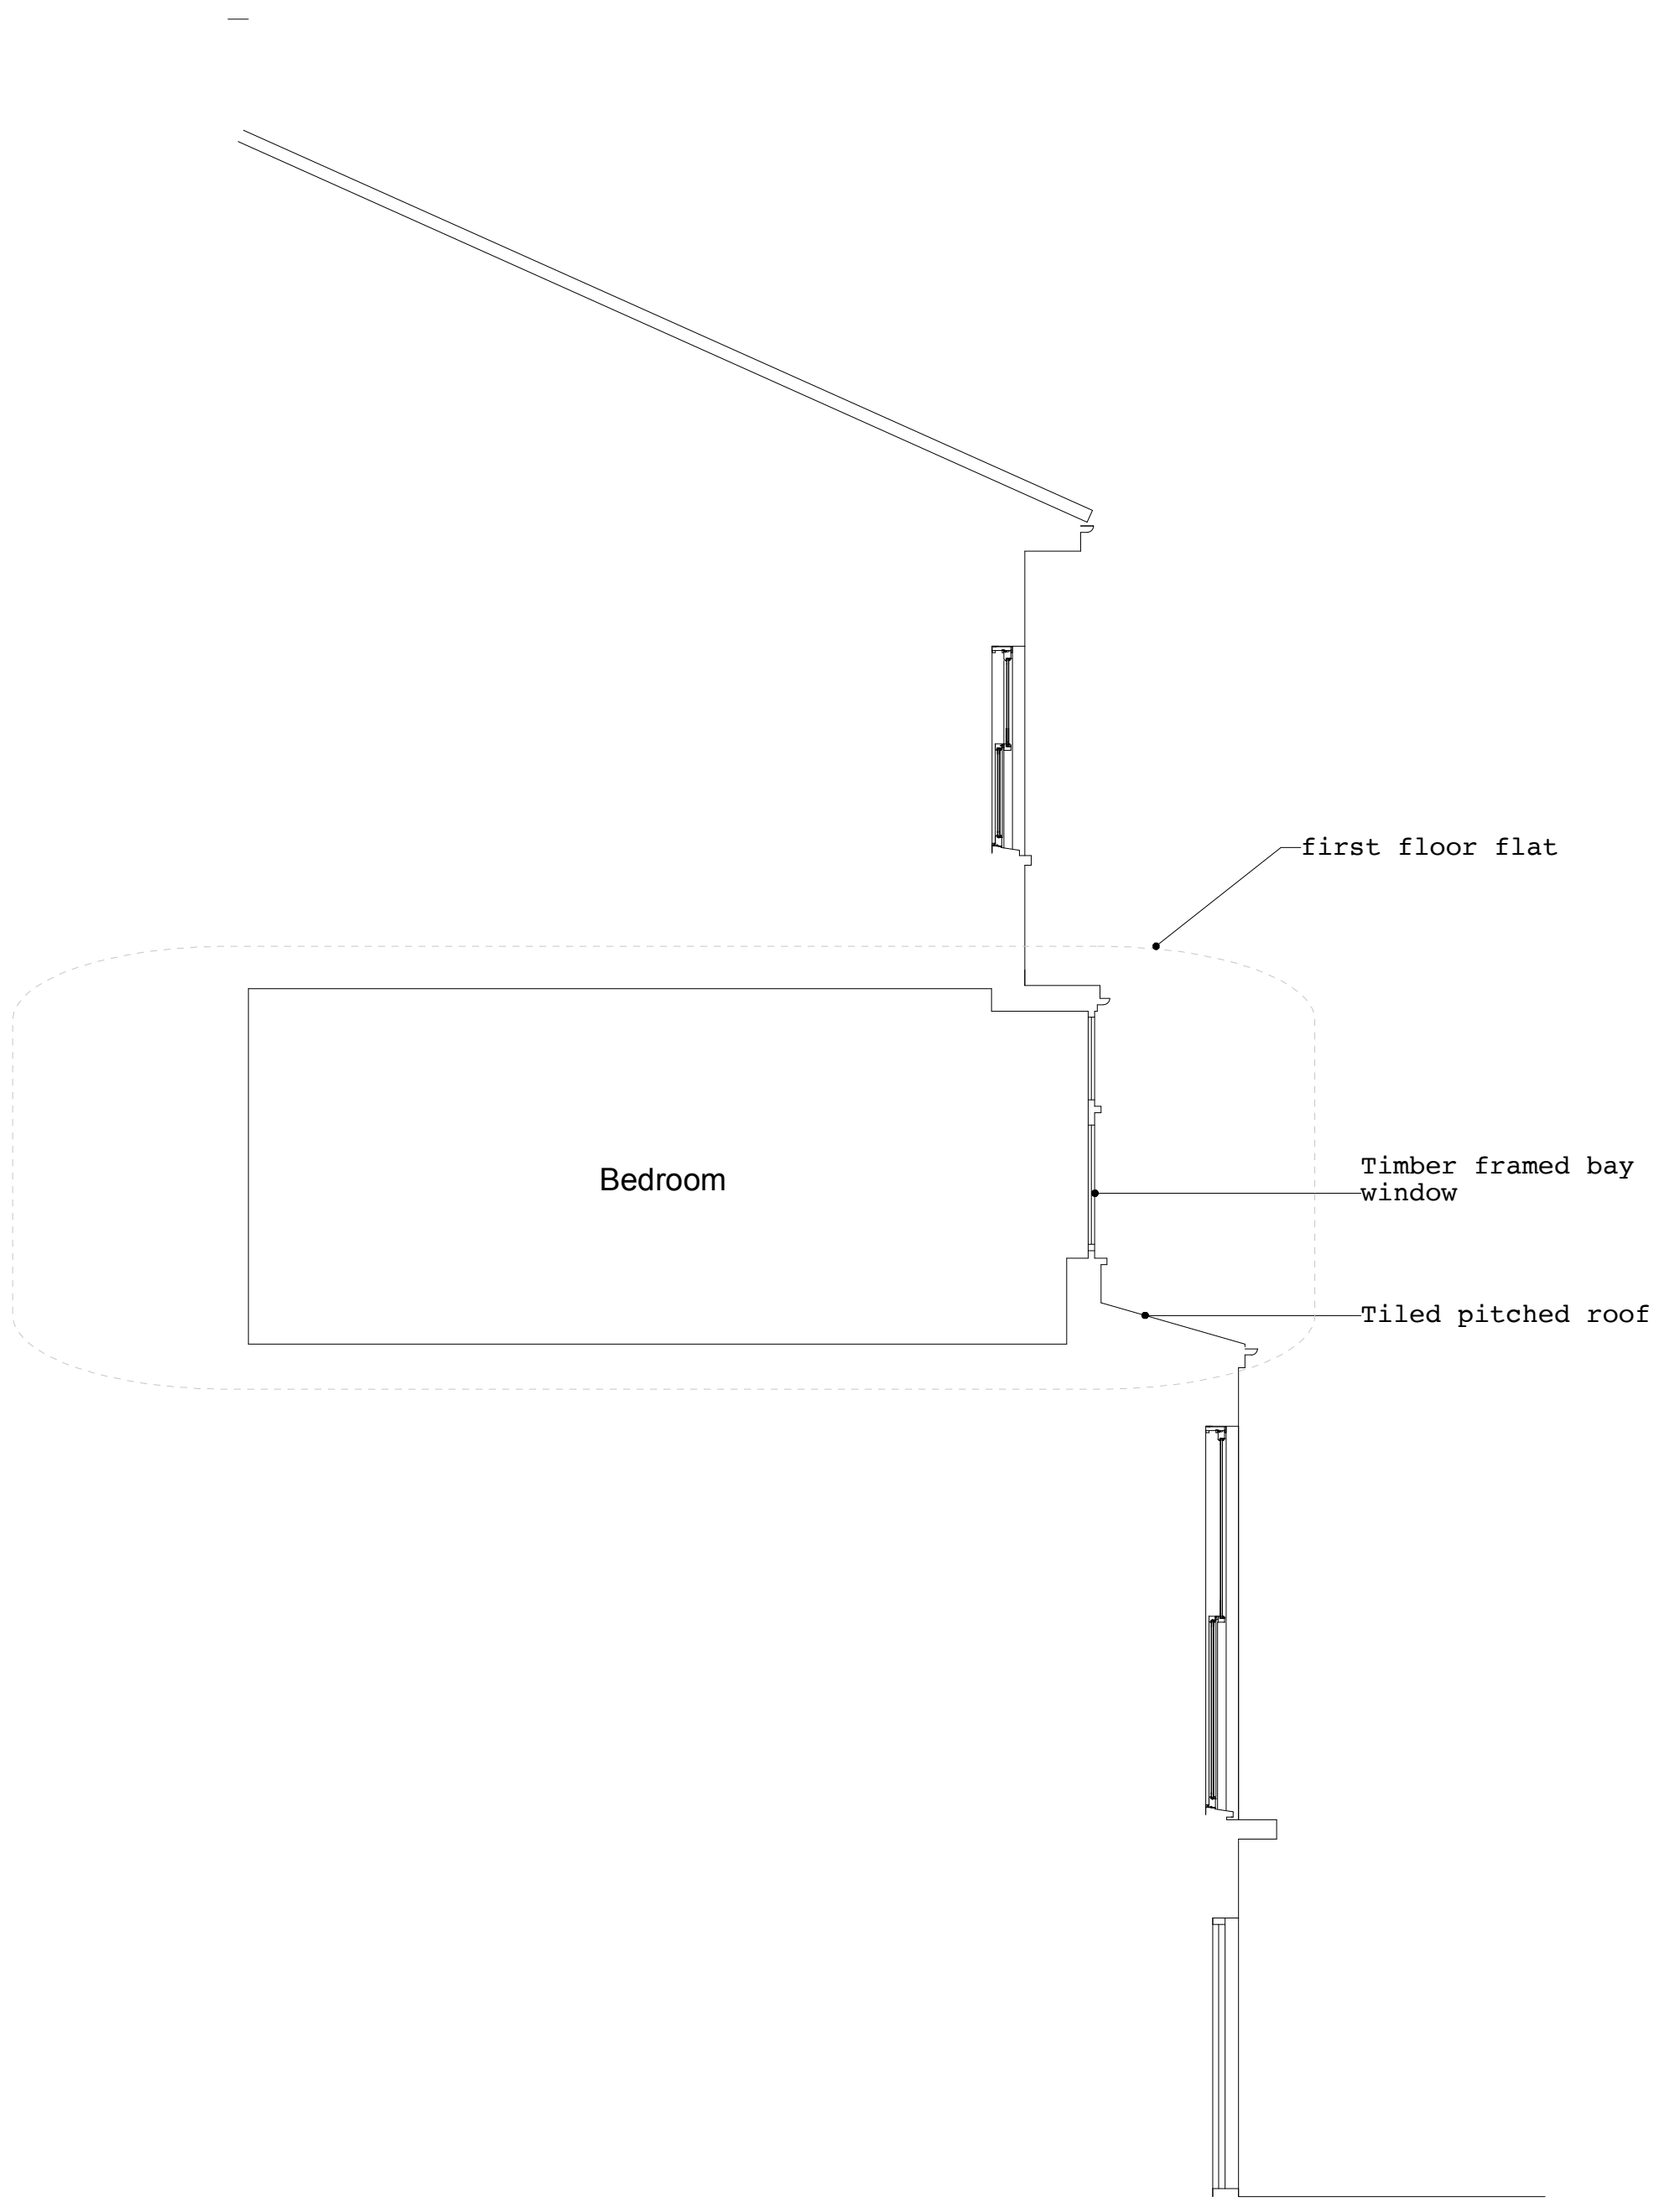 first floor flat
Bedroom
Timber framed bay
window
Tiled pitched roof